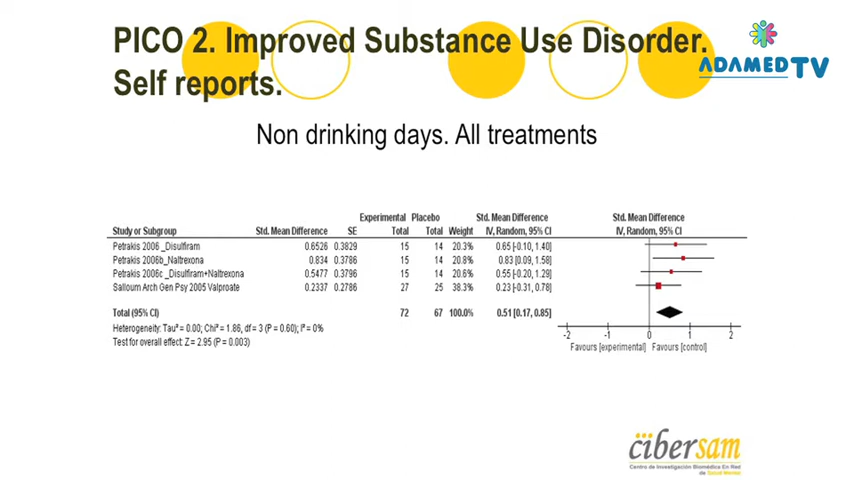 PICO 2. Improved Substance Use Disorder.
Self reports.
ADAMEDTV
Non drinking days. All treatments
Std. Mean Difference Experimental Placebo Std. Mean Difference Std. Mean Difference
Study or Subgroup Std. Mean Difference SE Total Total Weight IV, Random, 95% CI IV, Random, 95% CI
Petrakis 2006 _Disulfiram 0.6526 0.3829 15 14 20.3% 0.65 [-0.10, 1.40]
Petrakis 2006b_Naltrexona 0.834 0.3786 15 14 20.8% 0.83 [0.09, 1.58]
Petrakis 2006c _Disulfiram+Naltrexona 0.5477 0.3796 15 14 20.6% 0.55 [-0.20, 1.29]
Salloum Arch Gen Psy 2005 Valproate 0.2337 0.2786 27 25 38.3% 0.23 [-0.31, 0.78]
Total (95% CI) 72 67 100.0% 0.51 [0.17, 0.85]
Heterogeneity: Tau² = 0.00; Chi² = 1.86, df = 3 (P = 0.60); I² = 0%
Test for overall effect: Z = 2.95 (P = 0.003)
-2 -1 0 1 2
Favours [experimental] Favours [control]
cibersam
Centro de Investigación Biomédica En Red
de Salud Mental